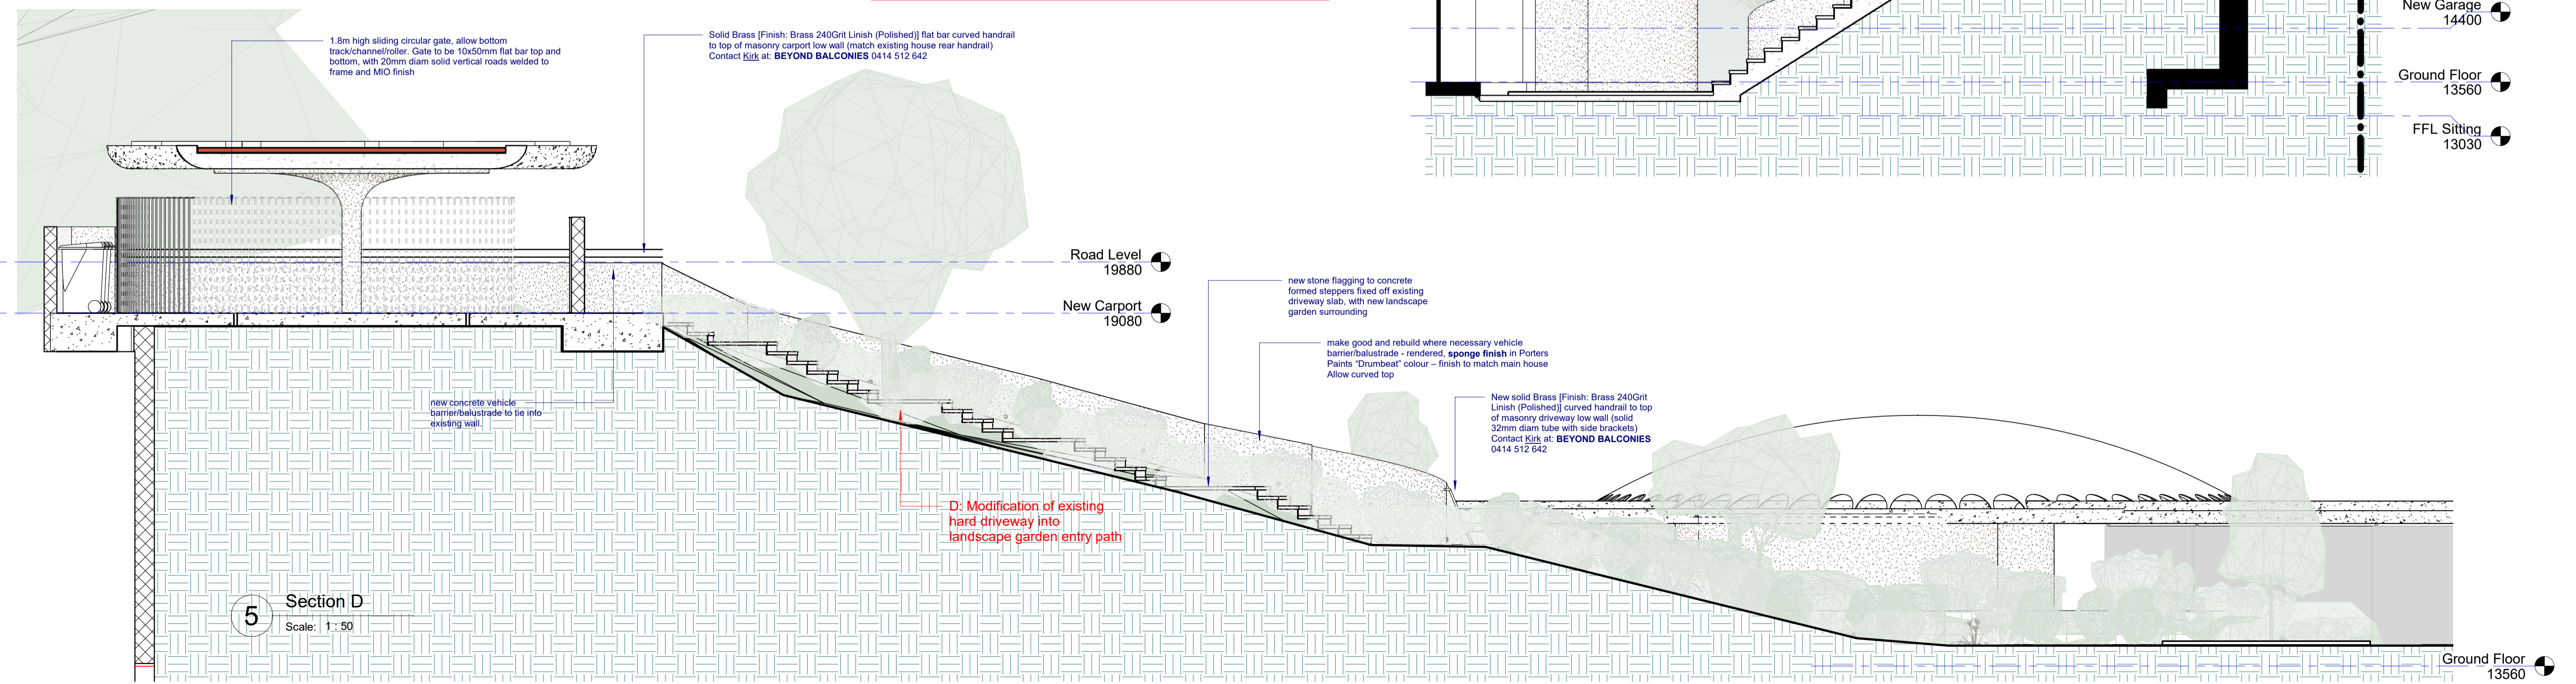 New Garage
14400
Ground Floor
13560
FFL Sitting
13030
1.8m high sliding circular gate, allow bottom
track/channel/roller. Gate to be 10x50mm flat bar top and
bottom, with 20mm diam solid vertical roads welded to
frame and MIO finish
Solid Brass [Finish: Brass 240Grit Linish (Polished)] flat bar curved handrail
to top of masonry carport low wall (match existing house rear handrail)
Contact Kirk at: BEYOND BALCONIES 0414 512 642
Road Level
19880
New Carport
19080
new stone flagging to concrete
formed steppers fixed off existing
driveway slab, with new landscape
garden surrounding
make good and rebuild where necessary vehicle
barrier/balustrade - rendered, sponge finish in Porters
Paints "Drumbeat" colour – finish to match main house
Allow curved top
new concrete vehicle
barrier/balustrade to tie into
existing wall.
New solid Brass [Finish: Brass 240Grit
Linish (Polished)] curved handrail to top
of masonry driveway low wall (solid
32mm diam tube with side brackets)
Contact Kirk at: BEYOND BALCONIES
0414 512 642
D: Modification of existing
hard driveway into
landscape garden entry path
5
Section D
Scale: 1 : 50
Ground Floor
13560